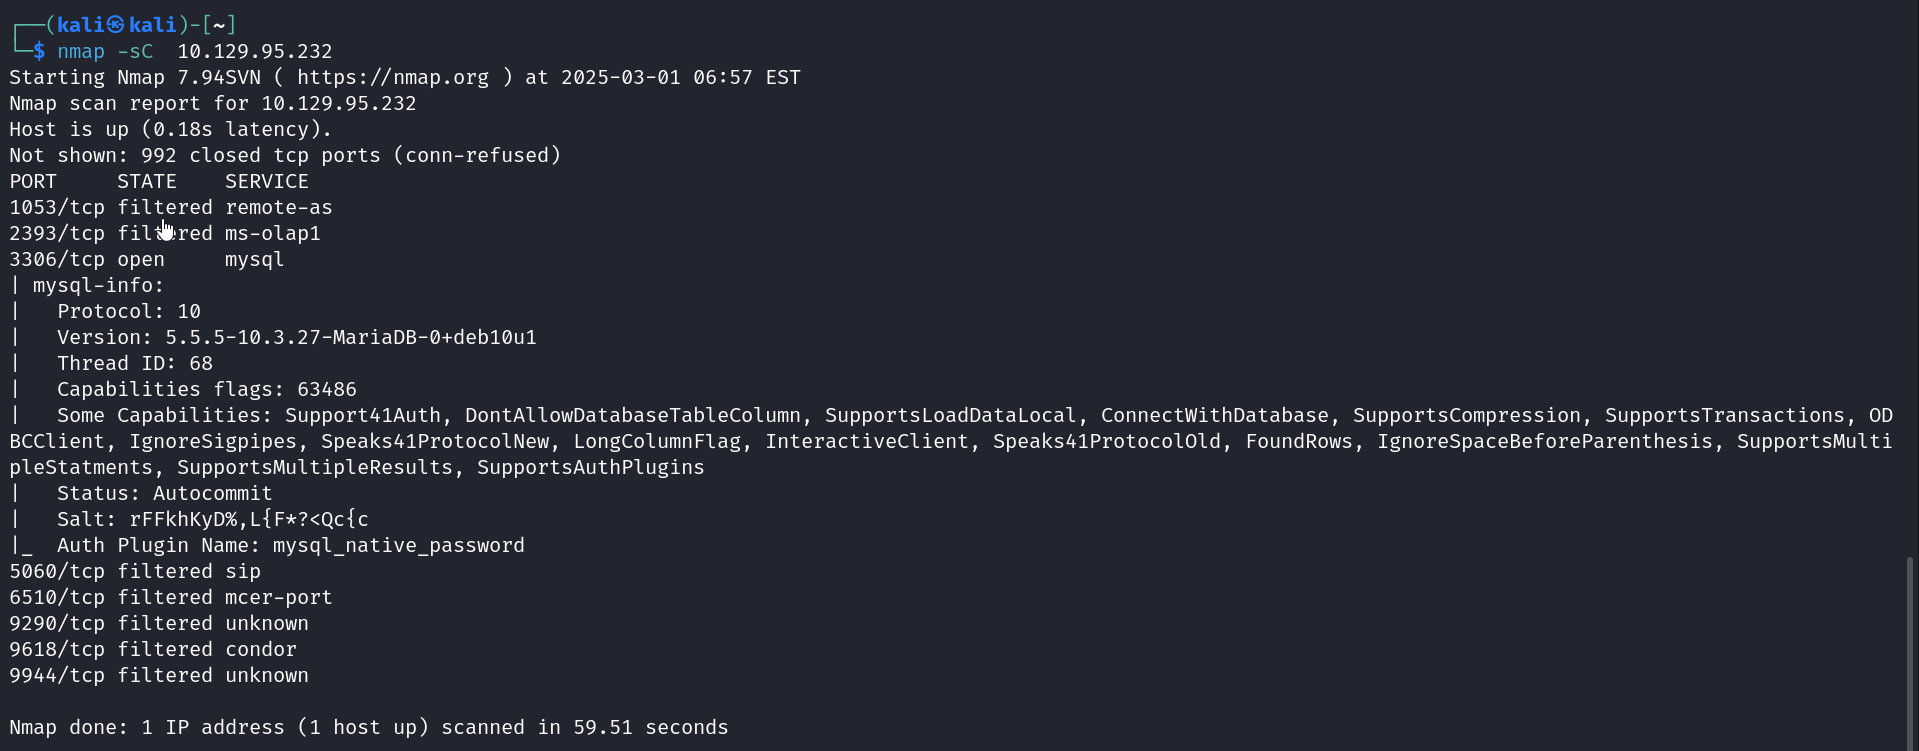 ┌──(kali㉿kali)-[~]
└─$ nmap -sC  10.129.95.232
Starting Nmap 7.94SVN ( https://nmap.org ) at 2025-03-01 06:57 EST
Nmap scan report for 10.129.95.232
Host is up (0.18s latency).
Not shown: 992 closed tcp ports (conn-refused)
PORT     STATE    SERVICE
1053/tcp filtered remote-as
2393/tcp filtered ms-olap1
3306/tcp open     mysql
| mysql-info:
|   Protocol: 10
|   Version: 5.5.5-10.3.27-MariaDB-0+deb10u1
|   Thread ID: 68
|   Capabilities flags: 63486
|   Some Capabilities: Support41Auth, DontAllowDatabaseTableColumn, SupportsLoadDataLocal, ConnectWithDatabase, SupportsCompression, SupportsTransactions, OD
BCClient, IgnoreSigpipes, Speaks41ProtocolNew, LongColumnFlag, InteractiveClient, Speaks41ProtocolOld, FoundRows, IgnoreSpaceBeforeParenthesis, SupportsMulti
pleStatments, SupportsMultipleResults, SupportsAuthPlugins
|   Status: Autocommit
|   Salt: rFFkhKyD%,L{F*?<Qc{c
|_  Auth Plugin Name: mysql_native_password
5060/tcp filtered sip
6510/tcp filtered mcer-port
9290/tcp filtered unknown
9618/tcp filtered condor
9944/tcp filtered unknown
Nmap done: 1 IP address (1 host up) scanned in 59.51 seconds